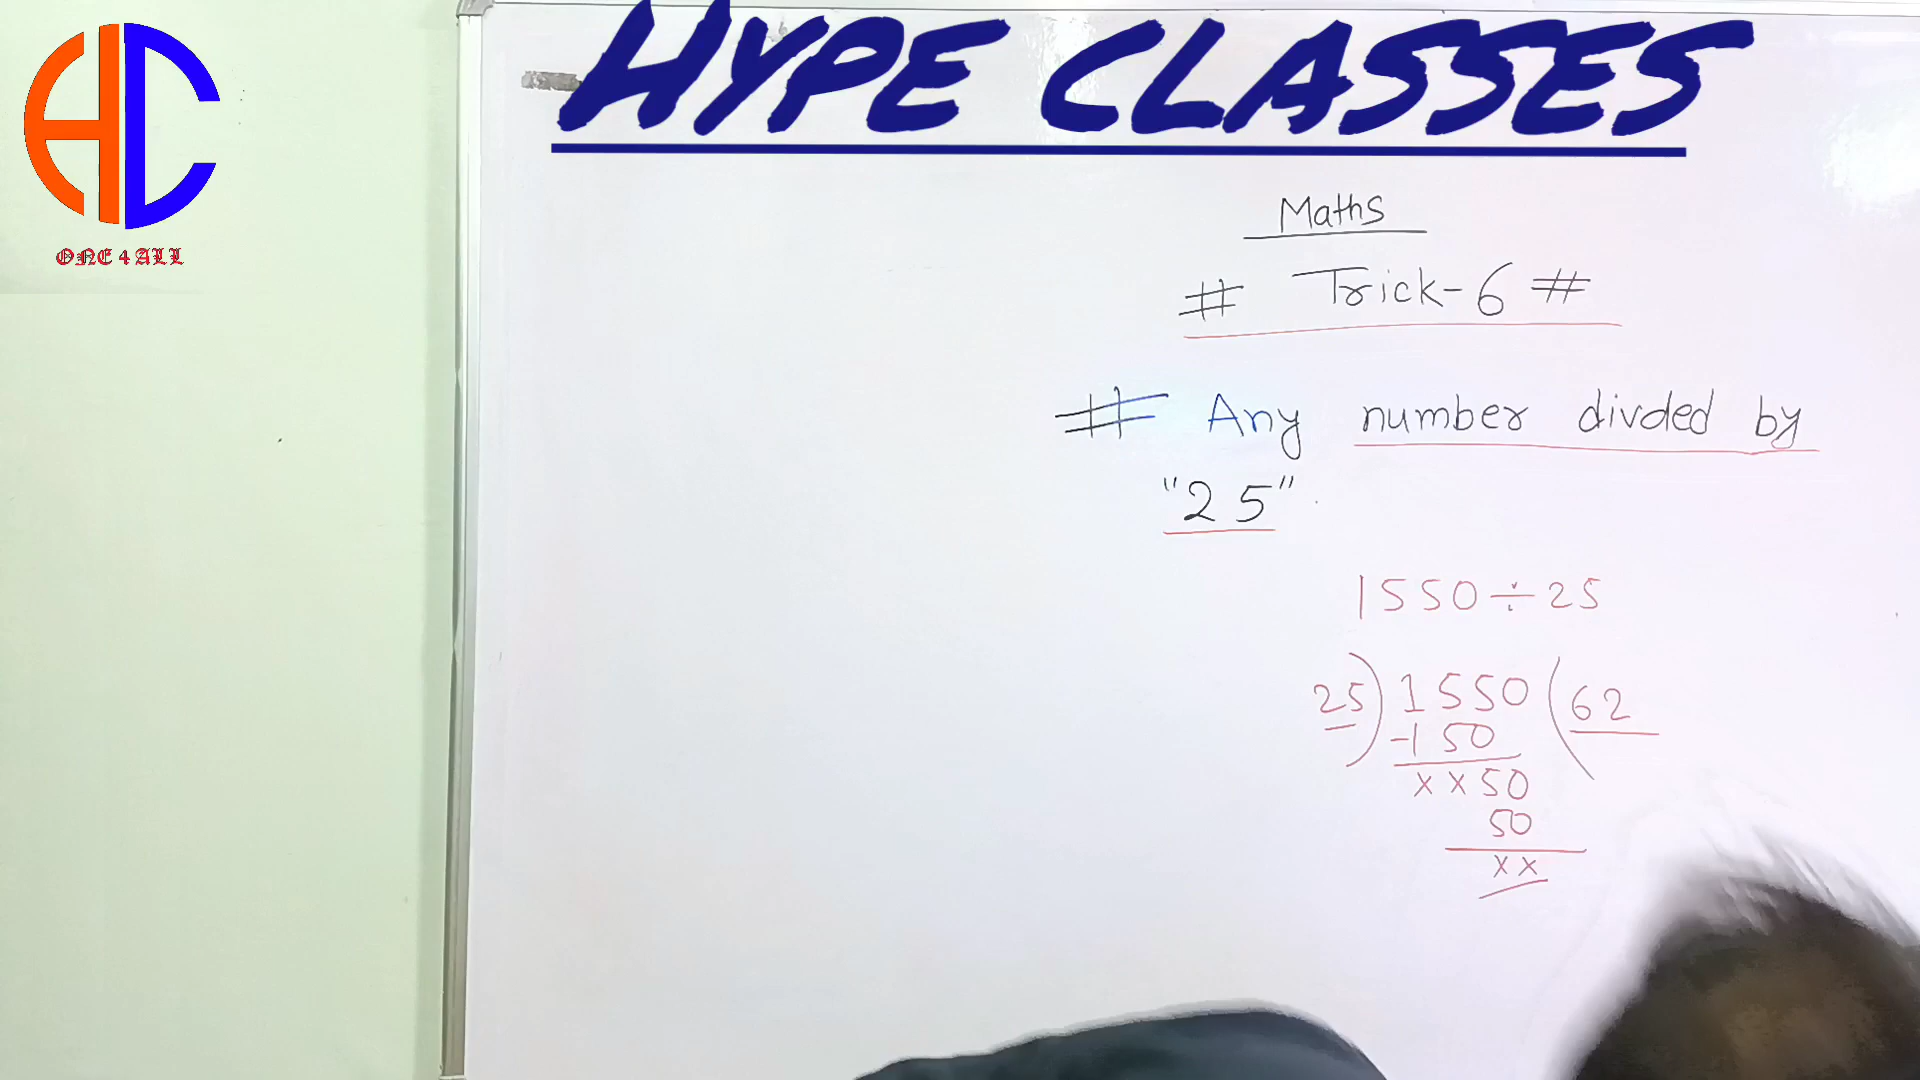 HC
ONE 4 ALL
HYPE CLASSES
Maths
# Trick-6 #
# Any number divded by
"25"
1550÷25
25)1550(62
-150
xx50
50
xx